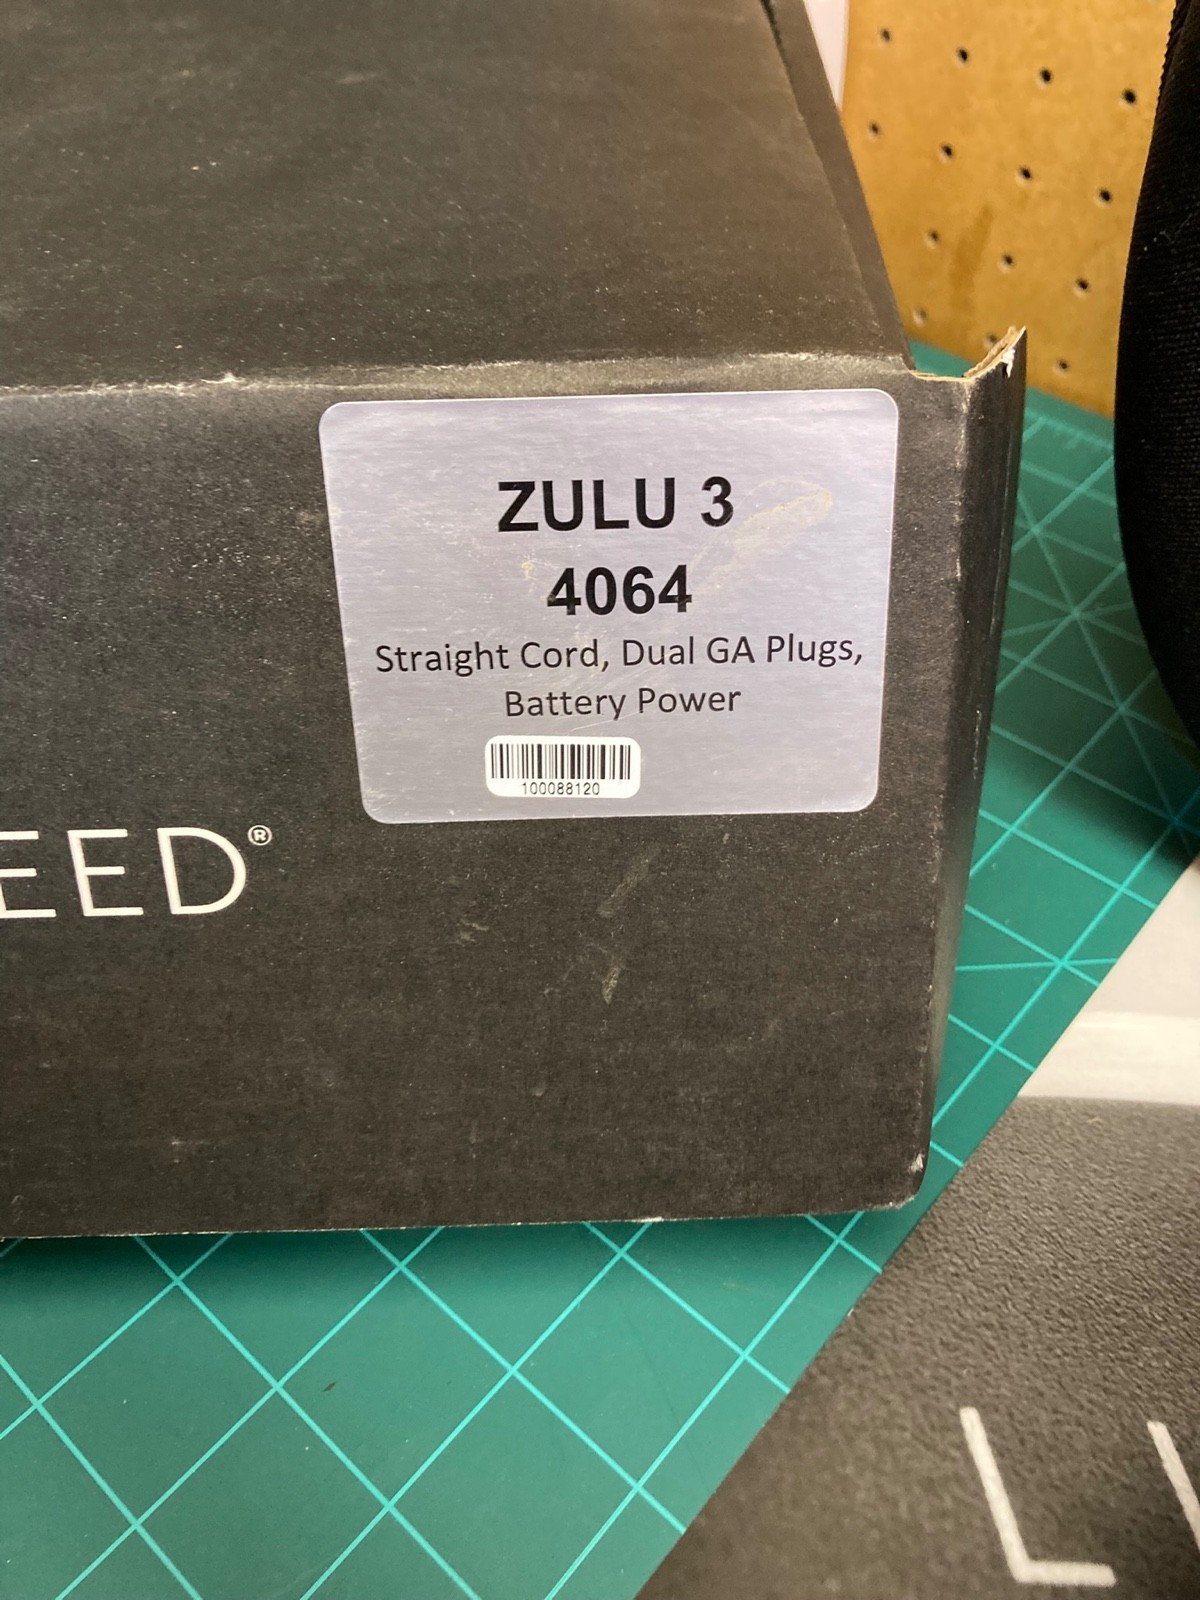 ZULU 3
4064
Straight Cord, Dual GA Plugs,
Battery Power
100088120
EED®
L